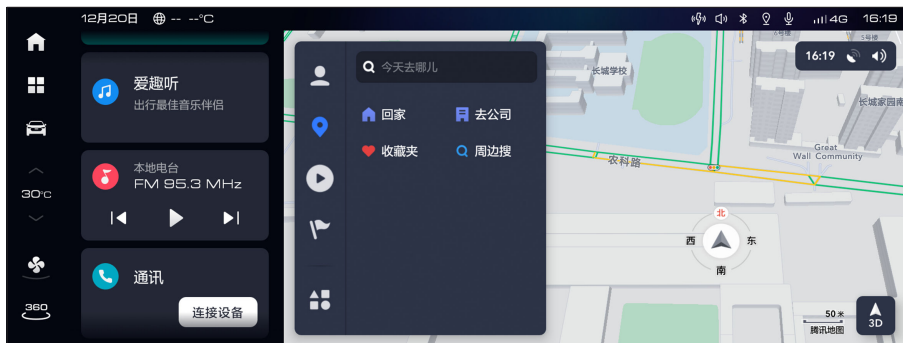 12月20日 -- --°C
4G 16:19
30°C
360
爱趣听
出行最佳音乐伴侣
本地电台
FM 95.3 MHz
通讯
连接设备
今天去哪儿
回家 去公司
收藏夹 周边搜
16:19
长城学校
5号楼
长城家园南
Great
Wall Community
农科路
北
西 东
南
50 米
腾讯地图
3D